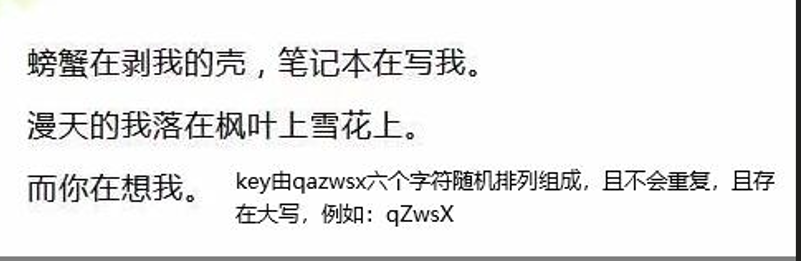 螃蟹在剥我的壳，笔记本在写我。
漫天的我落在枫叶上雪花上。
而你在想我。
key由qazwsx六个字符随机排列组成，且不会重复，且存
在大写，例如：qZwsX